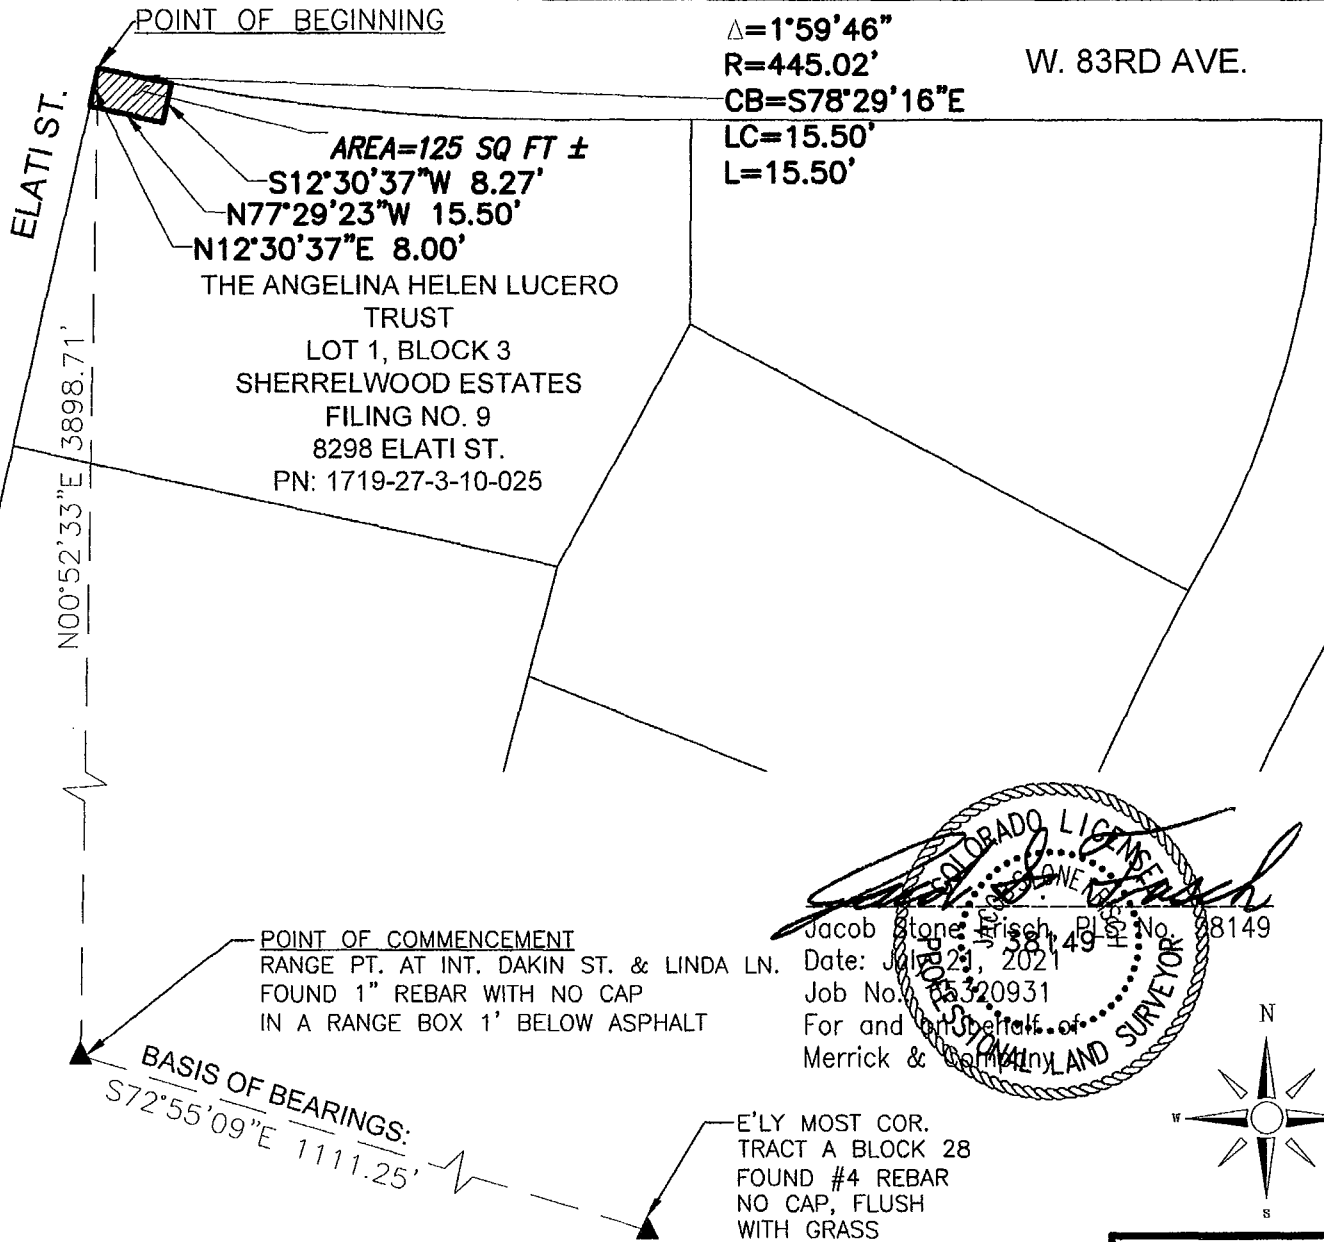 POINT OF BEGINNING
Δ=1°59'46"
R=445.02'
CB=S78°29'16"E
LC=15.50'
L=15.50'
W. 83RD AVE.
ELATI ST.
AREA=125 SQ FT ±
S12°30'37"W 8.27'
N77°29'23"W 15.50'
N12°30'37"E 8.00'
THE ANGELINA HELEN LUCERO
TRUST
LOT 1, BLOCK 3
SHERRELWOOD ESTATES
FILING NO. 9
8298 ELATI ST.
PN: 1719-27-3-10-025
N00°52'33"E 3898.71'
POINT OF COMMENCEMENT
RANGE PT. AT INT. DAKIN ST. & LINDA LN.
FOUND 1" REBAR WITH NO CAP
IN A RANGE BOX 1' BELOW ASPHALT
BASIS OF BEARINGS:
S72°55'09"E 1111.25'
E'LY MOST COR.
TRACT A BLOCK 28
FOUND #4 REBAR
NO CAP, FLUSH
WITH GRASS
COLORADO LICENSED
JACOB STONE FRISCH
38149
PROFESSIONAL LAND SURVEYOR
Jacob Stone Frisch, PLS No. 38149
Date: July 21, 2021
Job No. 65320931
For and on behalf of
Merrick & Company
N
W
S